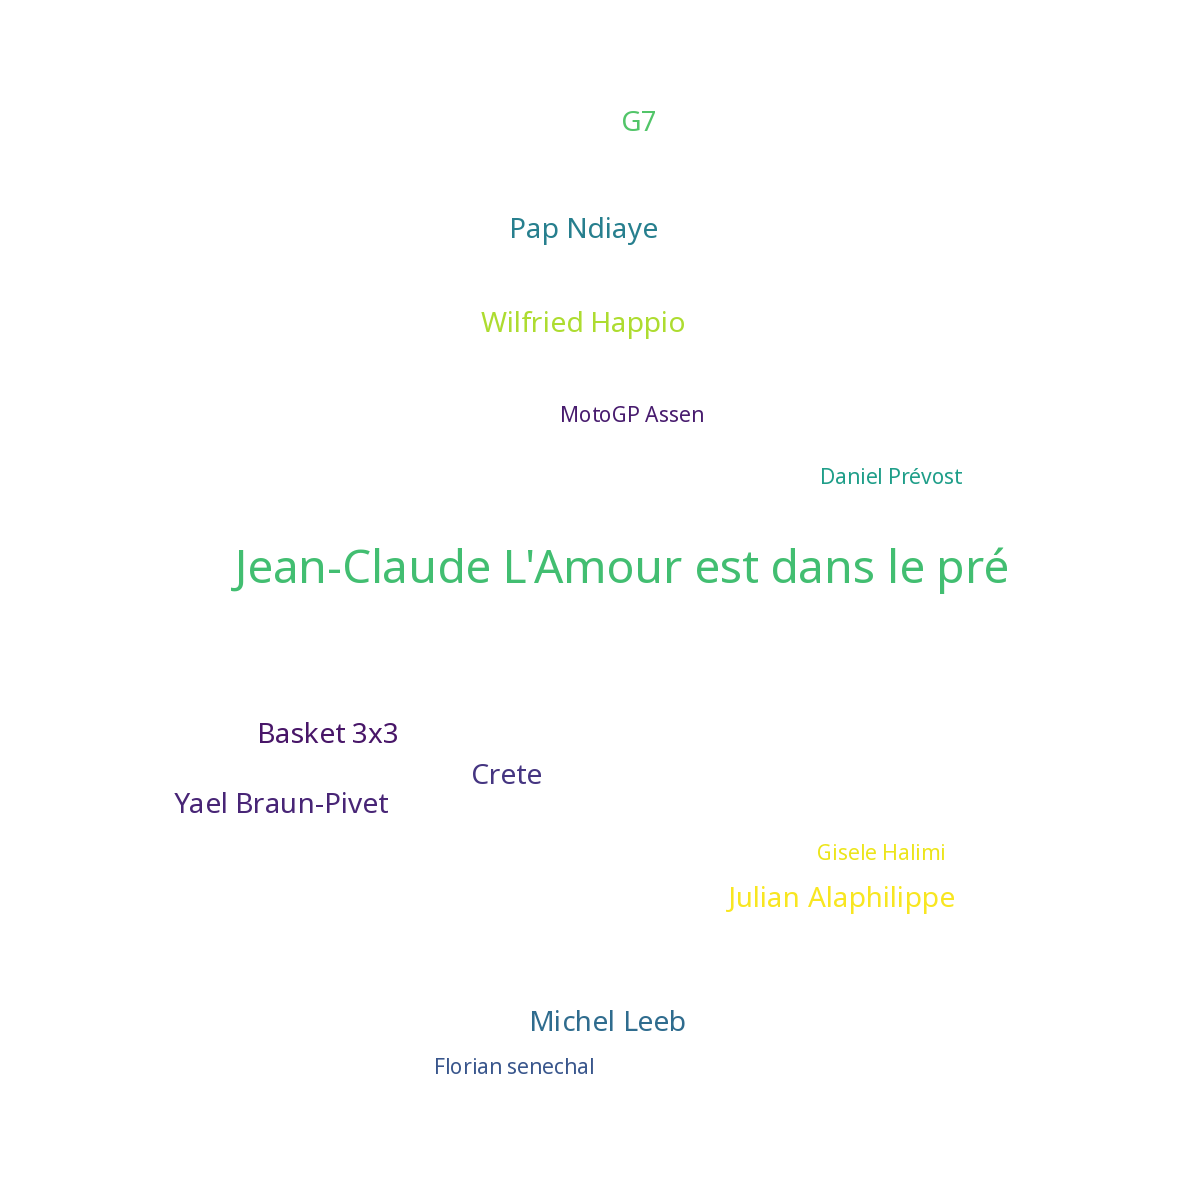 G7
Pap Ndiaye
Wilfried Happio
MotoGP Assen
Daniel Prévost
Jean-Claude L'Amour est dans le pré
Basket 3x3
Crete
Yael Braun-Pivet
Gisele Halimi
Julian Alaphilippe
Michel Leeb
Florian senechal